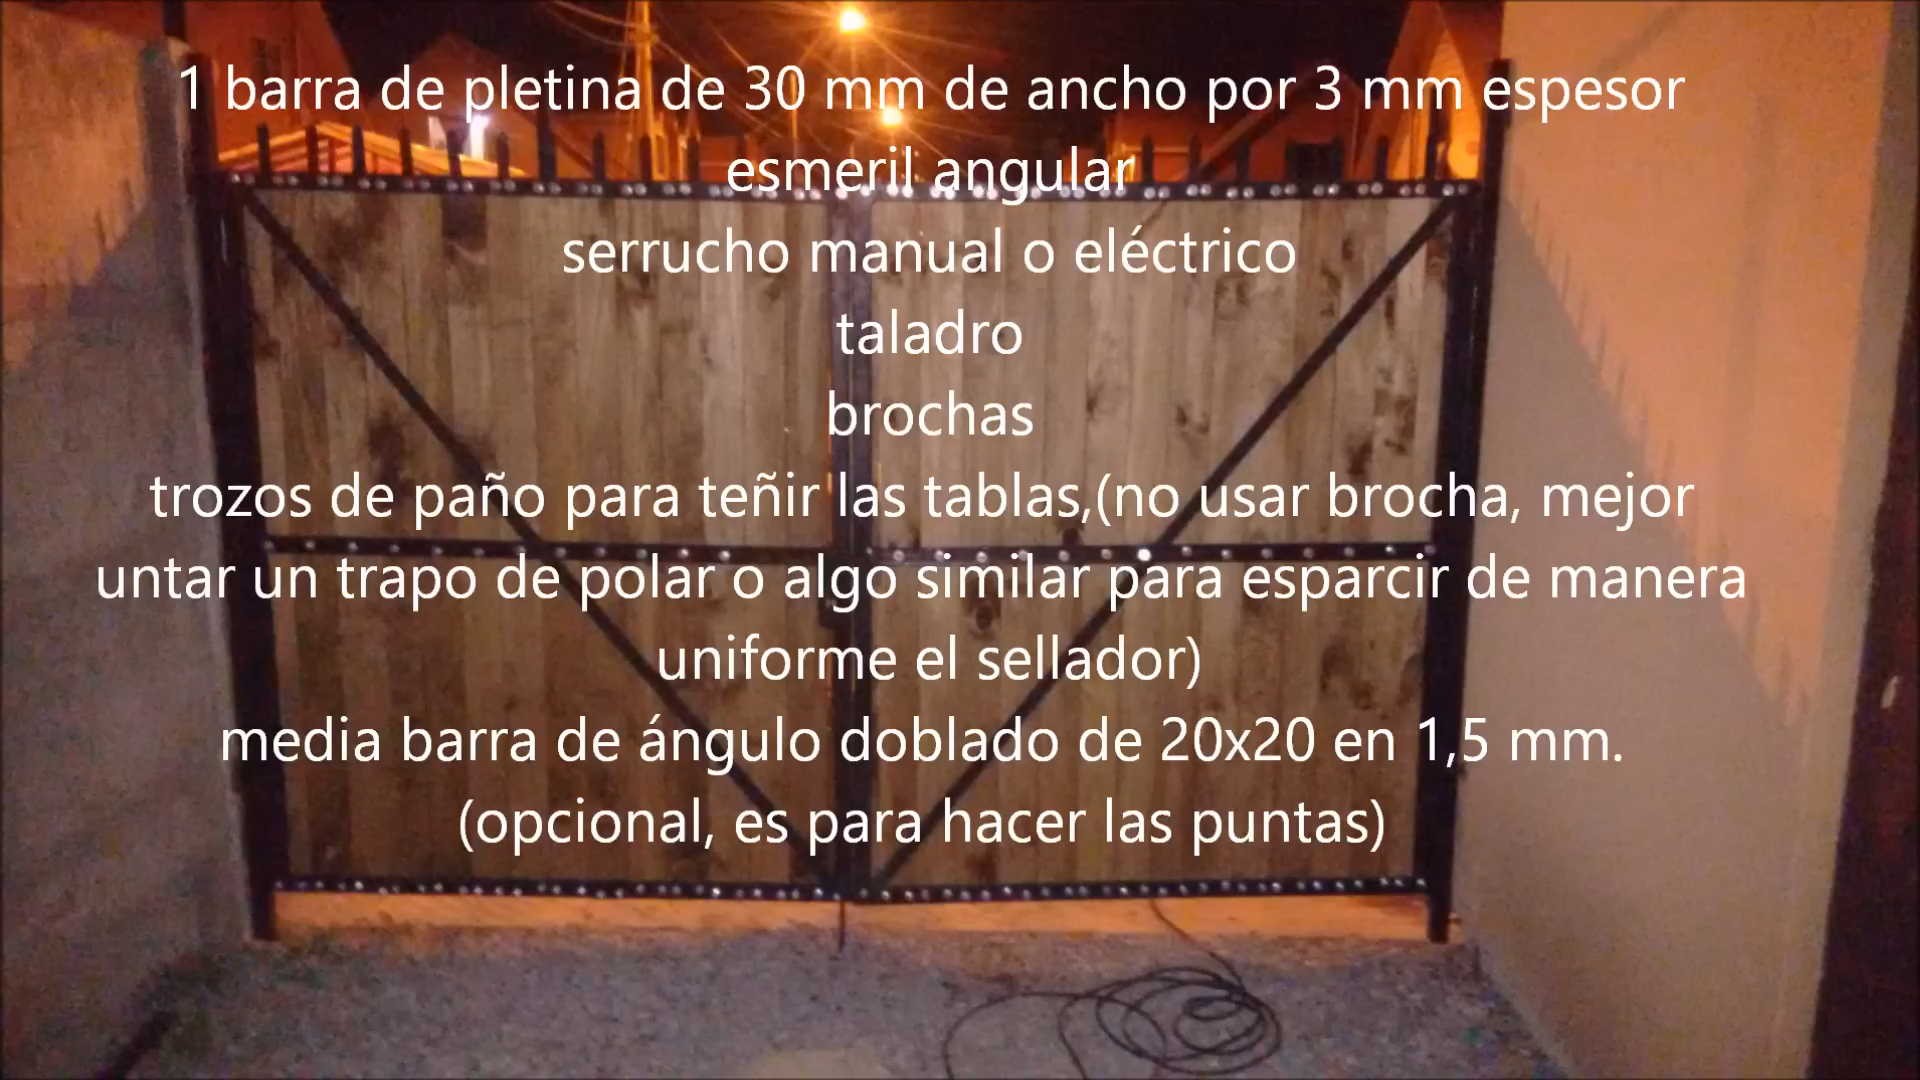 1 barra de pletina de 30 mm de ancho por 3 mm espesor
esmeril angular
serrucho manual o eléctrico
taladro
brochas
trozos de paño para teñir las tablas,(no usar brocha, mejor
untar un trapo de polar o algo similar para esparcir de manera
uniforme el sellador)
media barra de ángulo doblado de 20x20 en 1,5 mm.
(opcional, es para hacer las puntas)